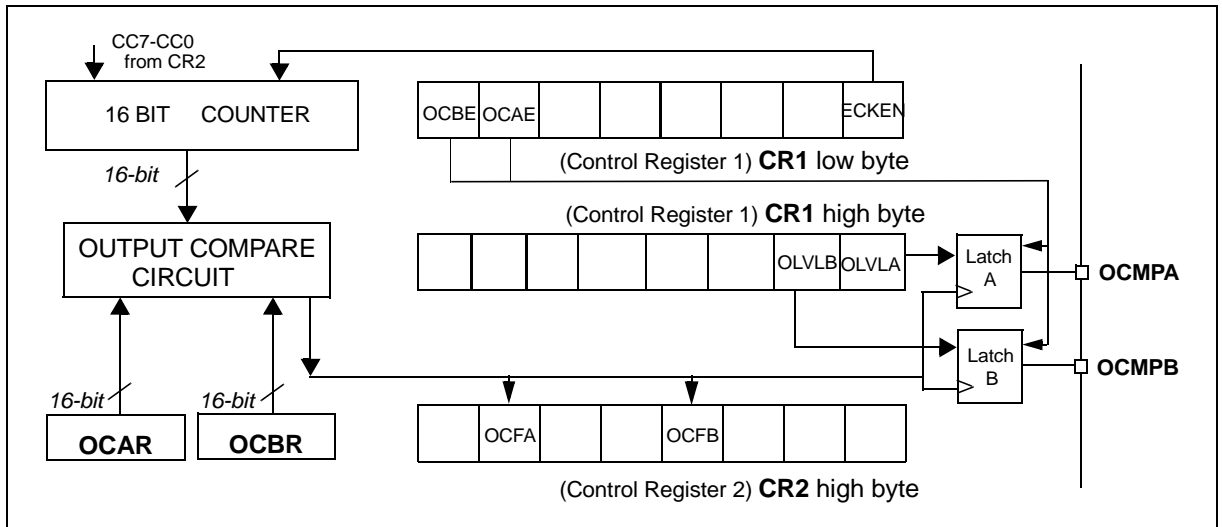 CC7-CC0
from CR2
16 BIT COUNTER
16-bit
OUTPUT COMPARE
CIRCUIT
16-bit
16-bit
OCAR
OCBR
OCBE
OCAE
ECKEN
(Control Register 1) CR1 low byte
(Control Register 1) CR1 high byte
OLVLB
OLVLA
Latch
A
OCMPA
Latch
B
OCMPB
OCFA
OCFB
(Control Register 2) CR2 high byte